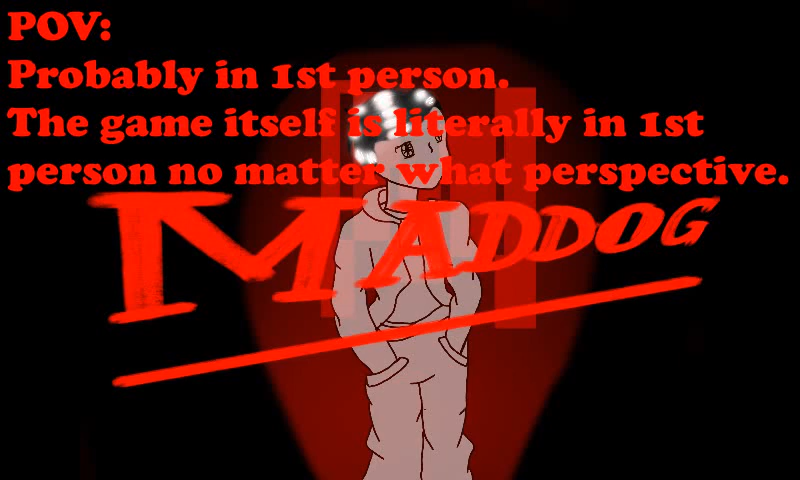 POV:
Probably in 1st person.
The game itself is literally in 1st
person no matter what perspective.
MADDOG